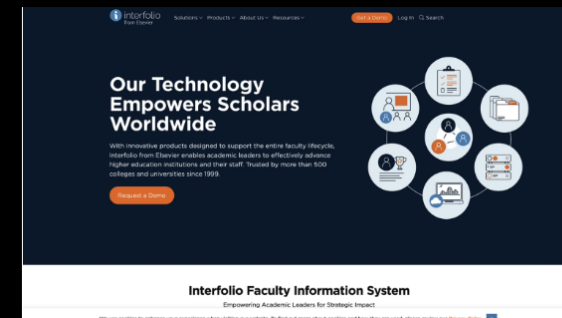 interfolio
from Elsevier
Solutions Products About Us Resources
Get a Demo Log In Search
Our Technology
Empowers Scholars
Worldwide
With innovative products designed to support the entire faculty lifecycle,
Interfolio from Elsevier enables academic leaders to effectively advance
higher education institutions and their staff. Trusted by more than 500
colleges and universities since 1999.
Request a Demo
Interfolio Faculty Information System
Empowering Academic Leaders for Strategic Impact